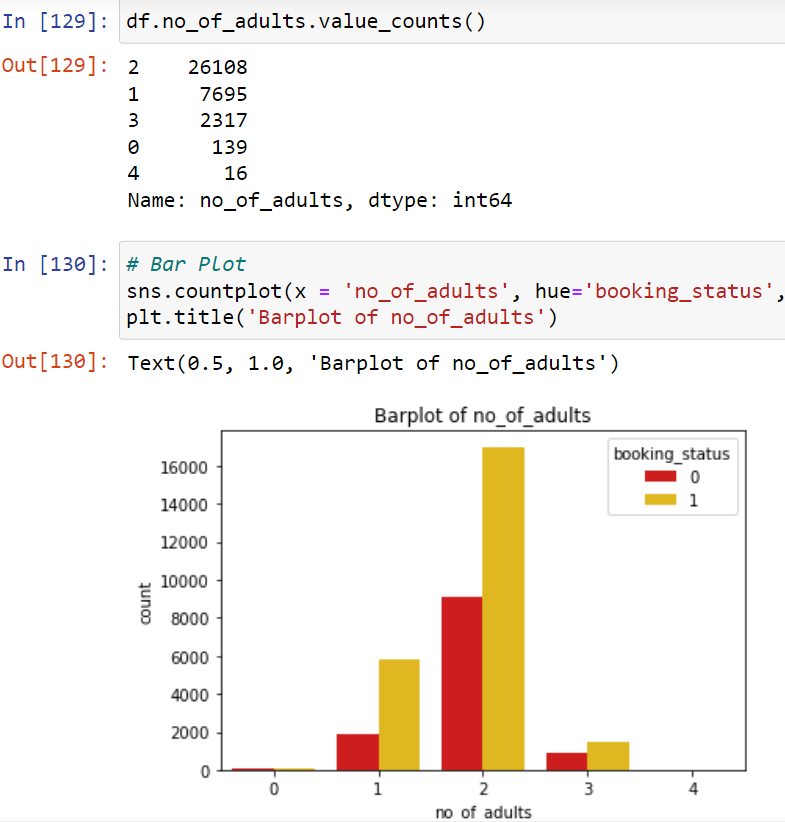 In [129]: df.no_of_adults.value_counts()
Out[129]: 2 26108
1 7695
3 2317
0 139
4 16
Name: no_of_adults, dtype: int64
In [130]: # Bar Plot
sns.countplot(x = 'no_of_adults', hue='booking_status',
plt.title('Barplot of no_of_adults')
Out[130]: Text(0.5, 1.0, 'Barplot of no_of_adults')
Barplot of no_of_adults
booking_status
0
1
16000
14000
12000
10000
8000
6000
4000
2000
0
count
0 1 2 3 4
no_of_adults